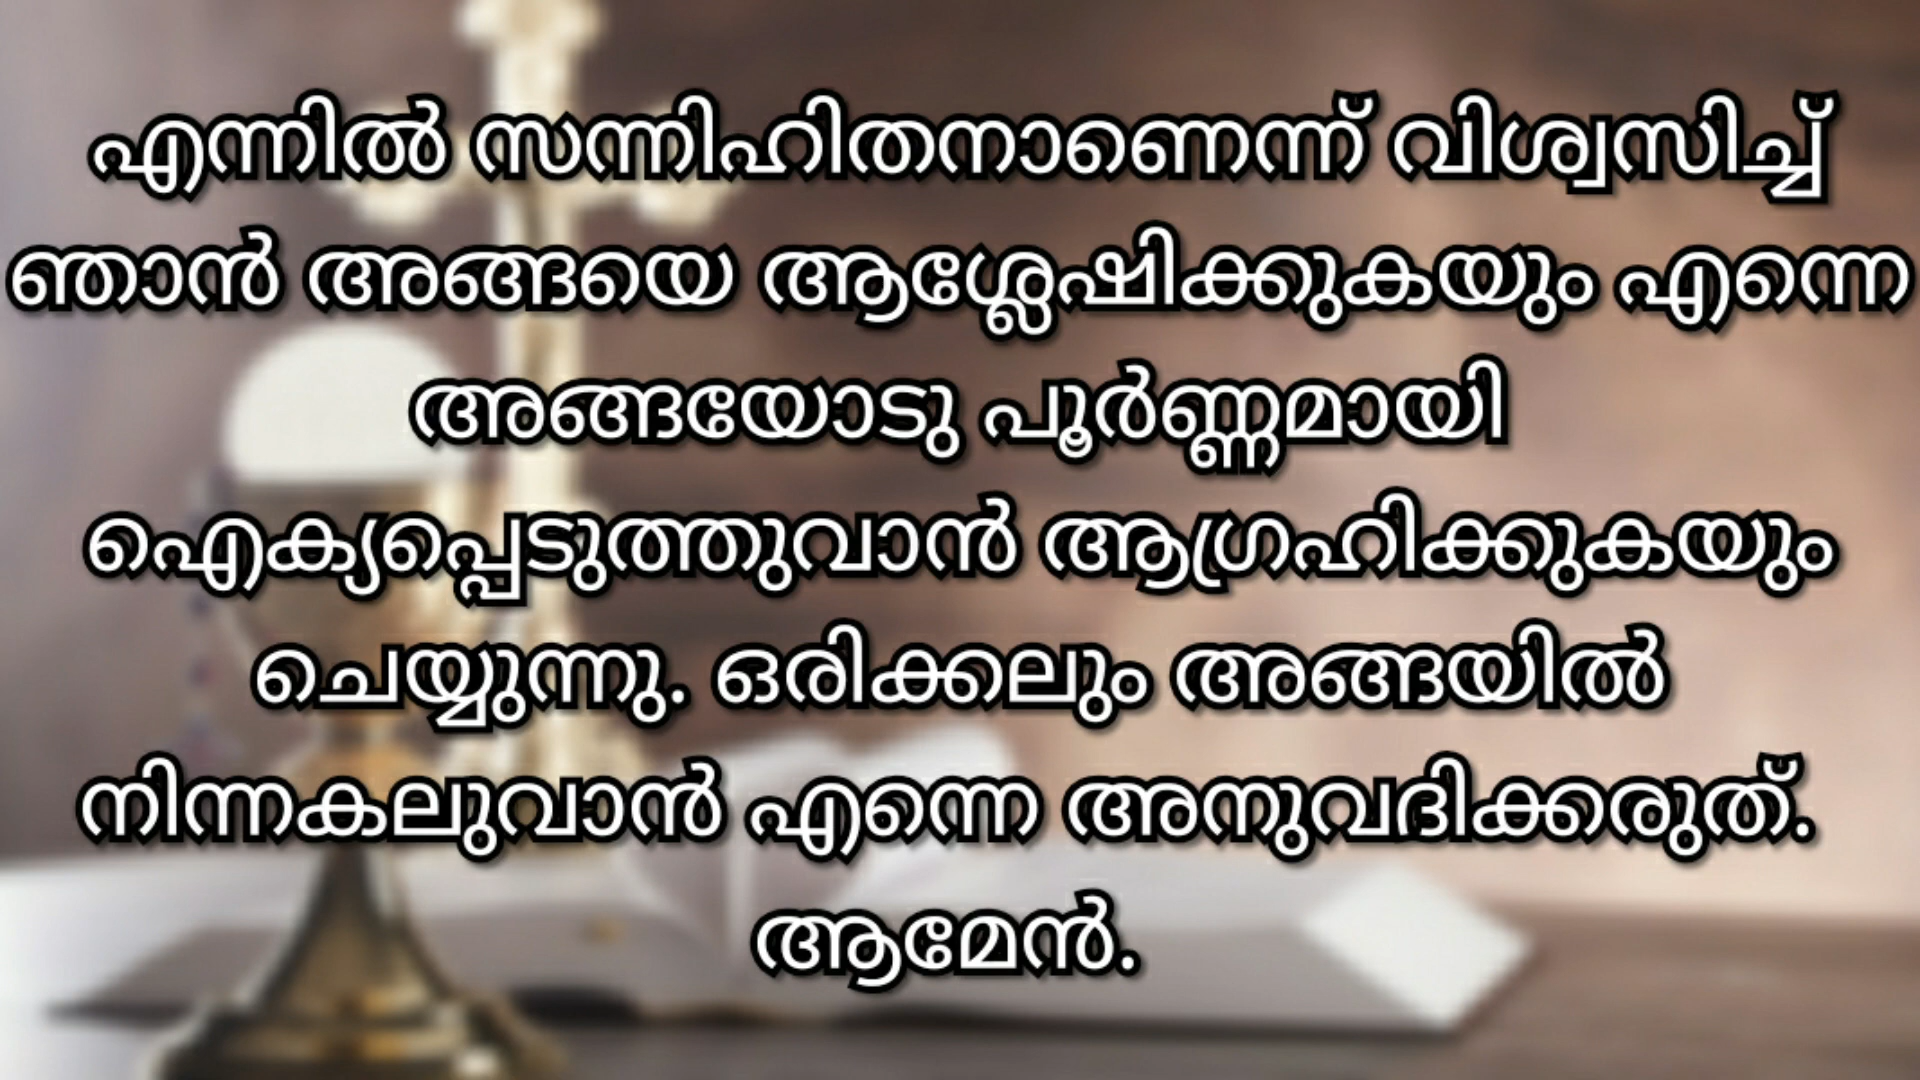 എന്നിൽ സന്നിഹിതനാണെന്ന് വിശ്വസിച്ച്
ഞാൻ അങ്ങയെ ആശ്ലേഷിക്കുകയും എന്നെ
അങ്ങയോടു പൂർണ്ണമായി
ഐക്യപ്പെടുത്തുവാൻ ആഗ്രഹിക്കുകയും
ചെയ്യുന്നു. ഒരിക്കലും അങ്ങയിൽ
നിന്നകലുവാൻ എന്നെ അനുവദിക്കരുത്.
ആമേൻ.